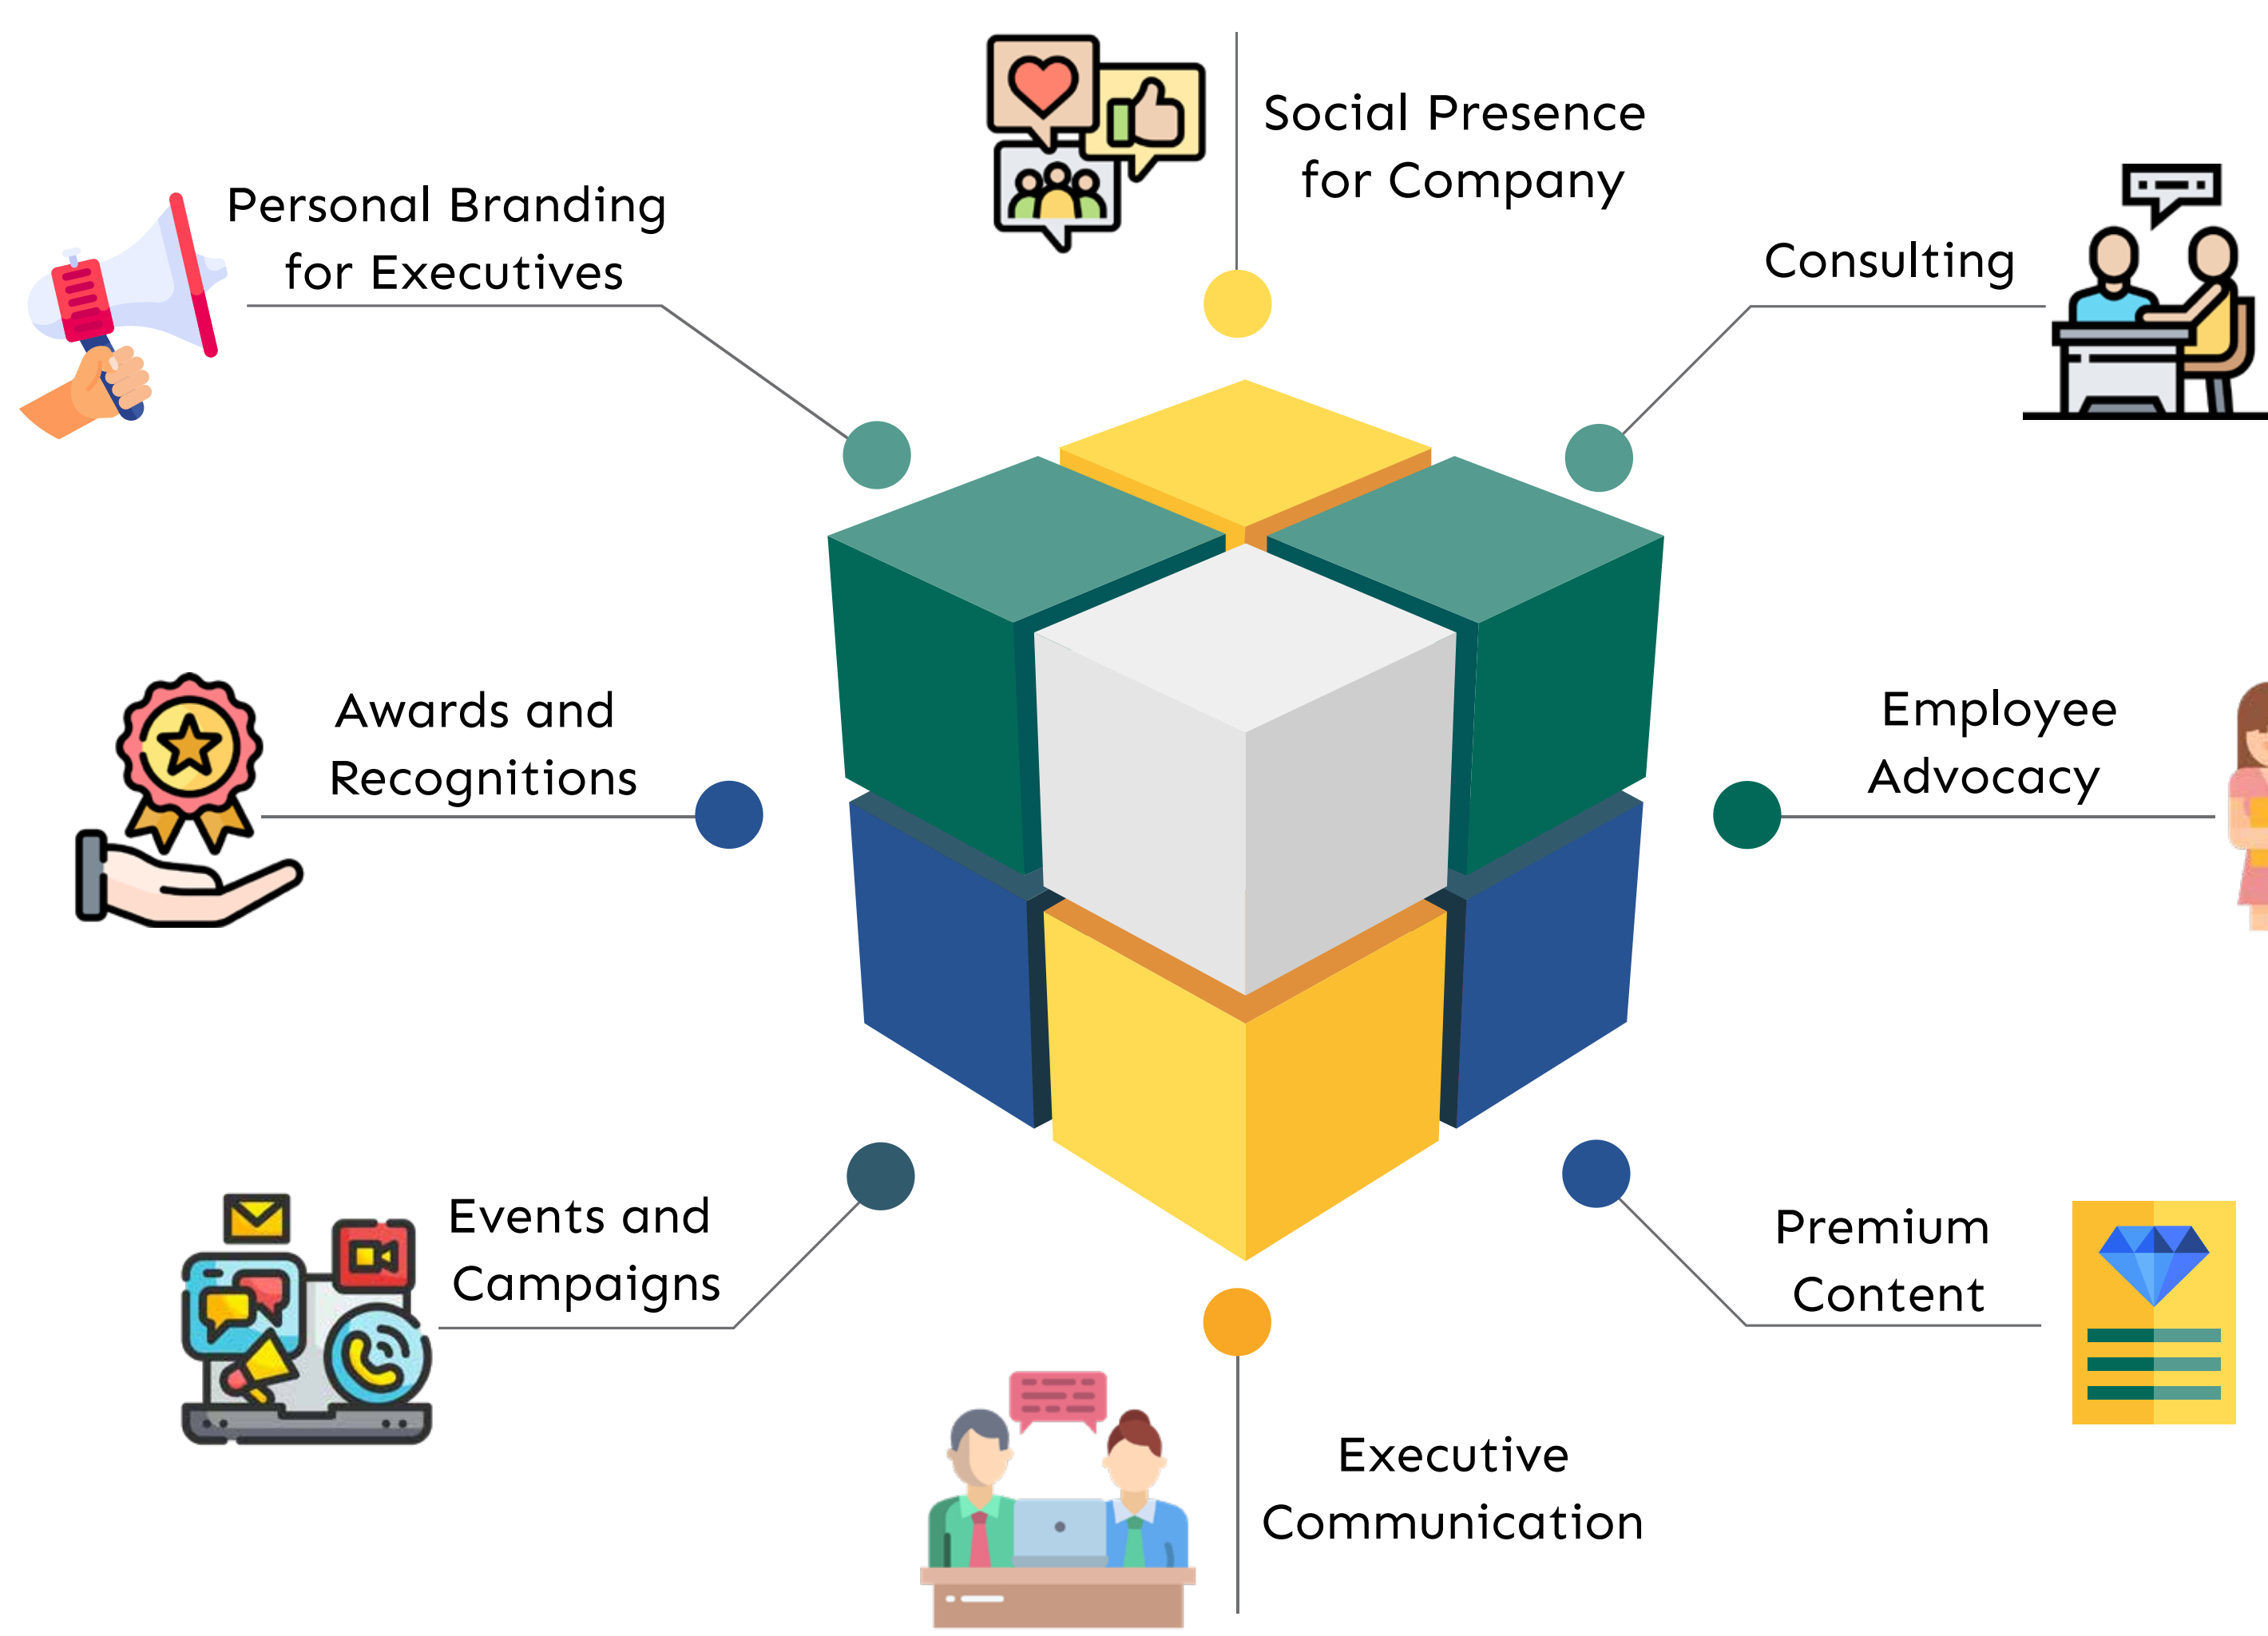 Social Presence
for Company
Personal Branding
for Executives
Consulting
Awards and
Recognitions
Employee
Advocacy
Events and
Campaigns
Premium
Content
Executive
Communication